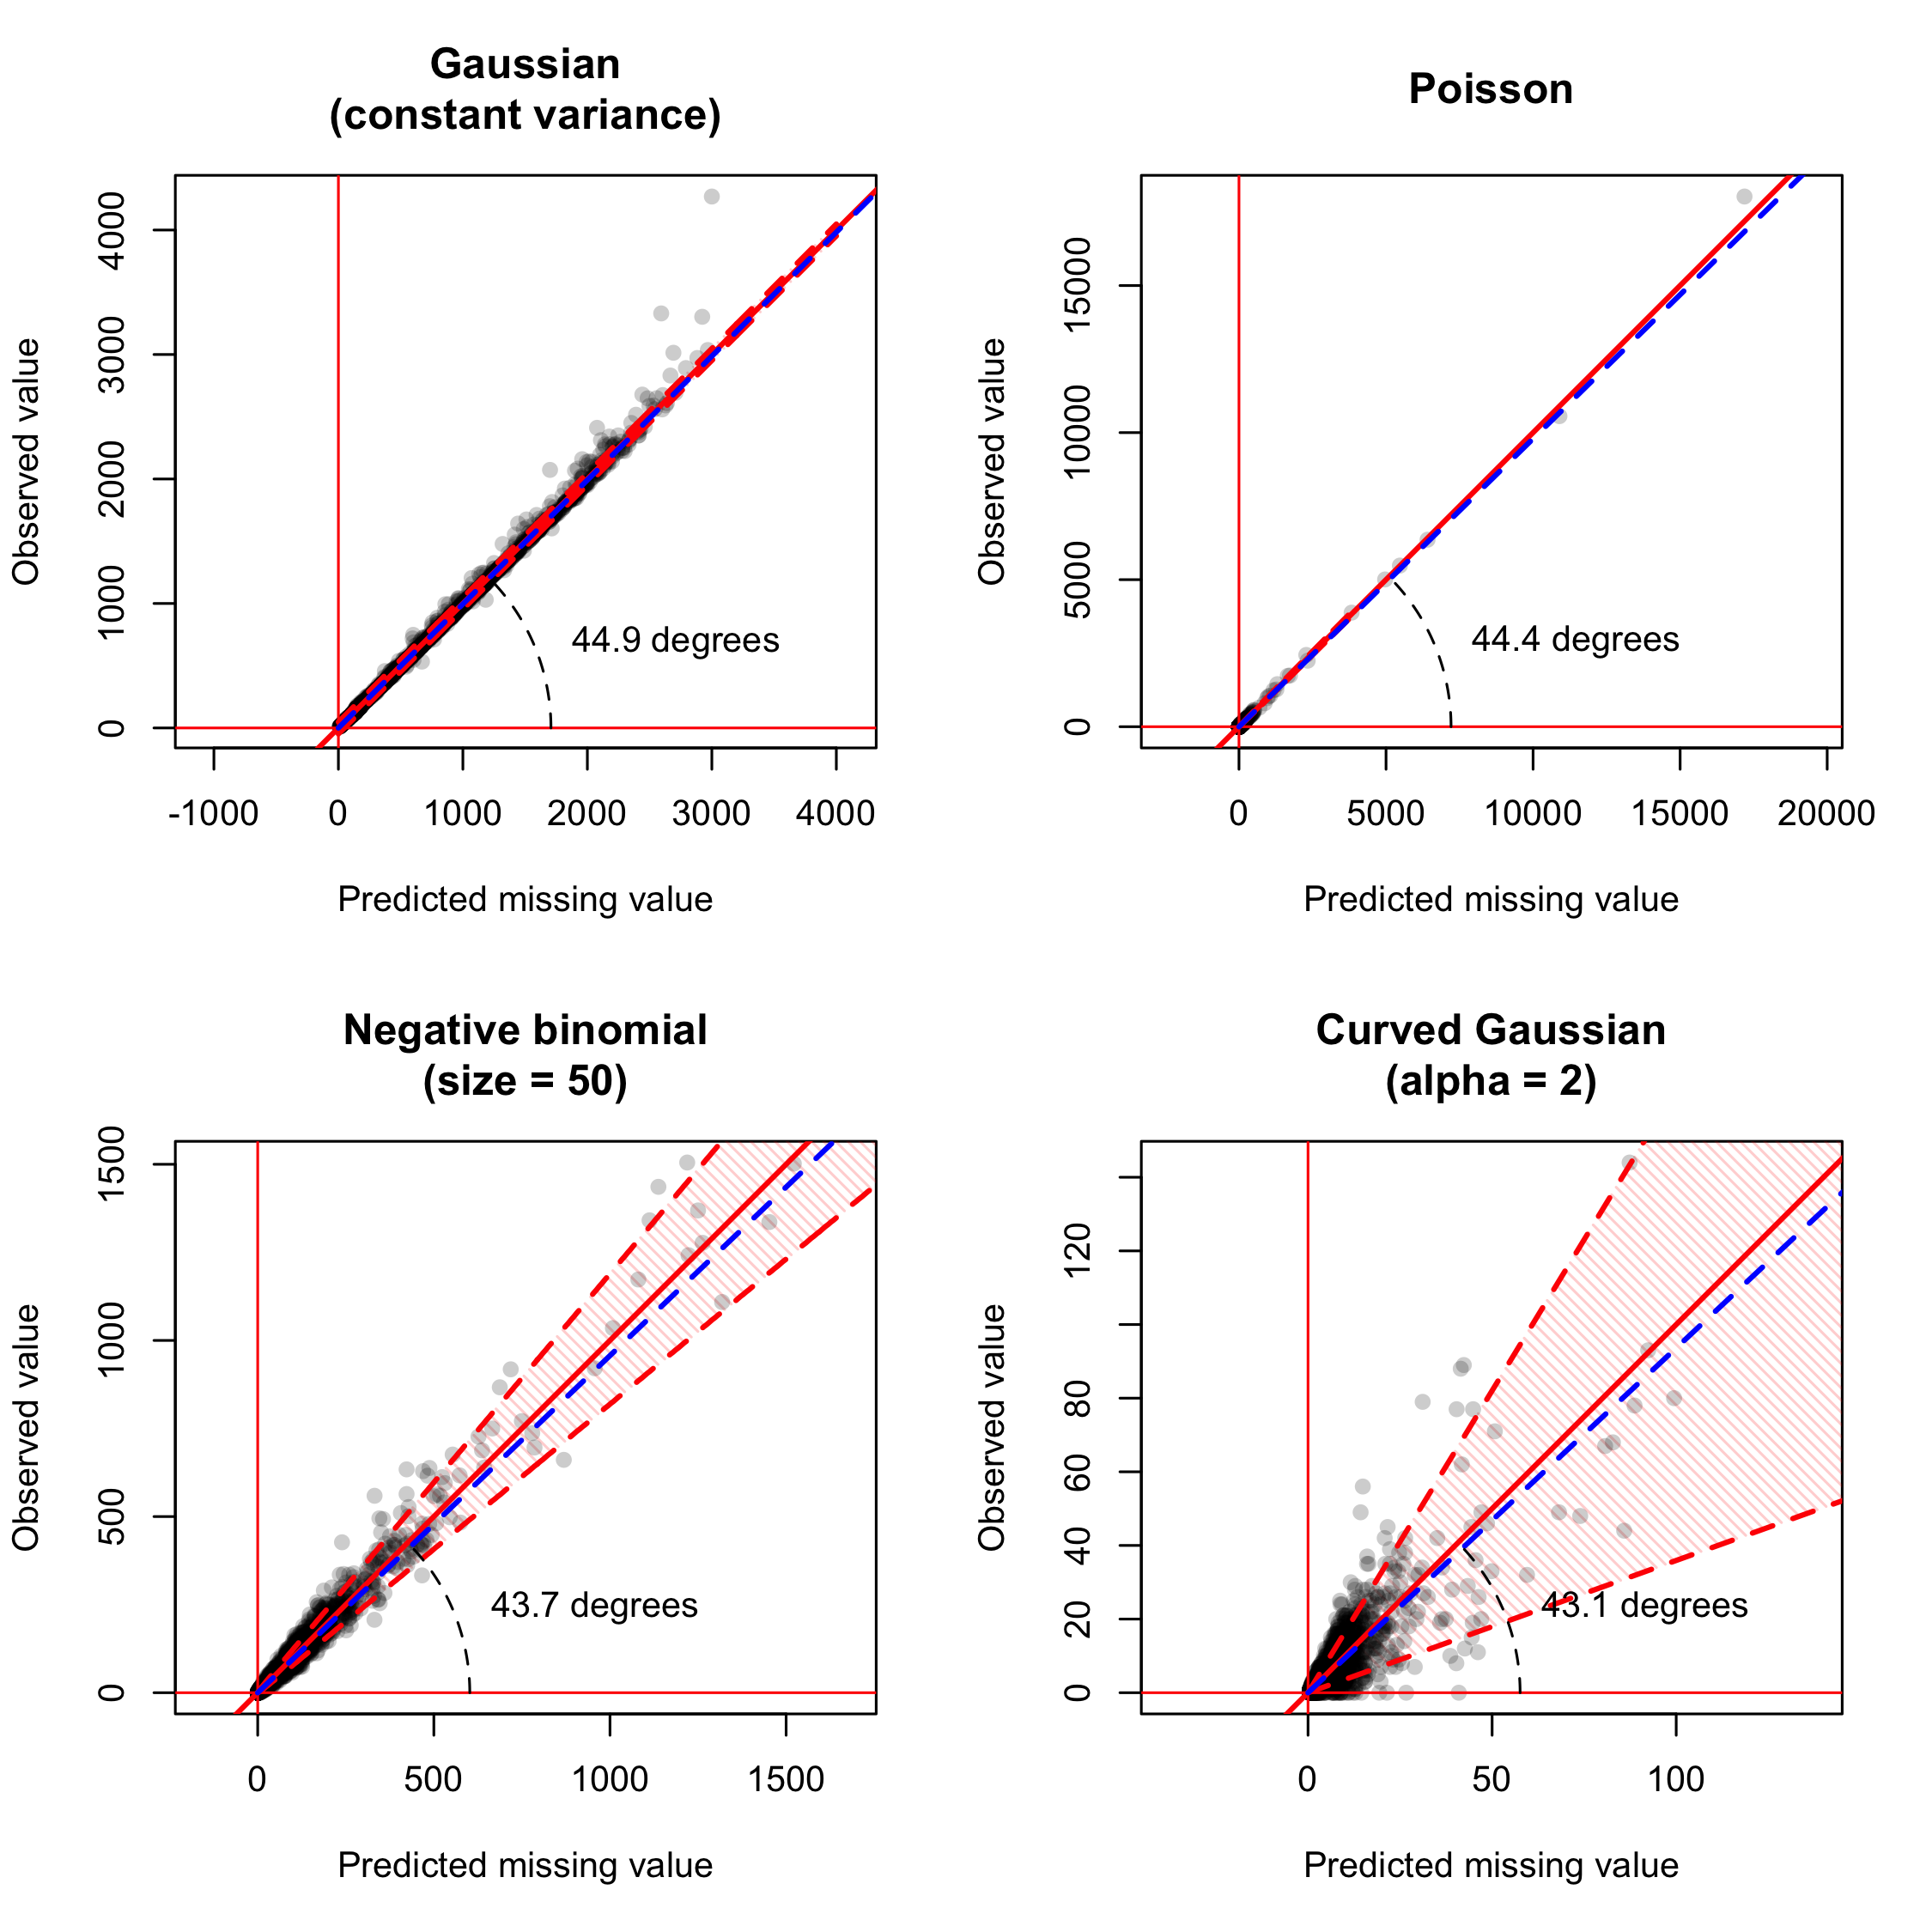 Gaussian
(constant variance)
Observed value
4000
3000
2000
1000
0
44.9 degrees
-1000 0 1000 2000 3000 4000
Predicted missing value
Poisson
Observed value
15000
10000
5000
0
44.4 degrees
0 5000 10000 15000 20000
Predicted missing value
Negative binomial
(size = 50)
Observed value
1500
1000
500
0
43.7 degrees
0 500 1000 1500
Predicted missing value
Curved Gaussian
(alpha = 2)
Observed value
120
80
60
40
20
0
43.1 degrees
0 50 100
Predicted missing value